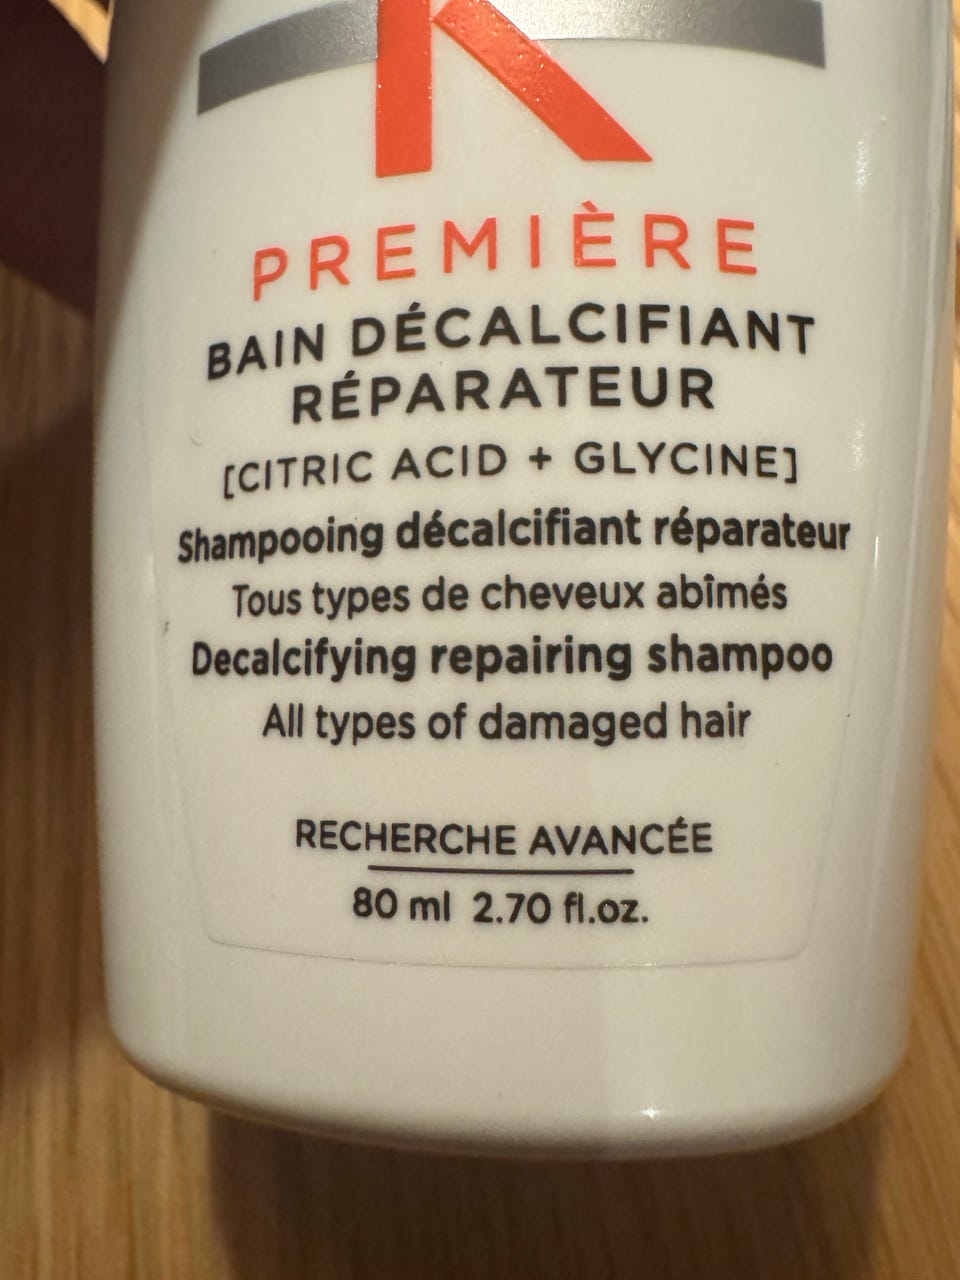 K
PREMIÈRE
BAIN DÉCALCIFIANT
RÉPARATEUR
[CITRIC ACID + GLYCINE]
Shampooing décalcifiant réparateur
Tous types de cheveux abîmés
Decalcifying repairing shampoo
All types of damaged hair
RECHERCHE AVANCÉE
80 ml 2.70 fl.oz.